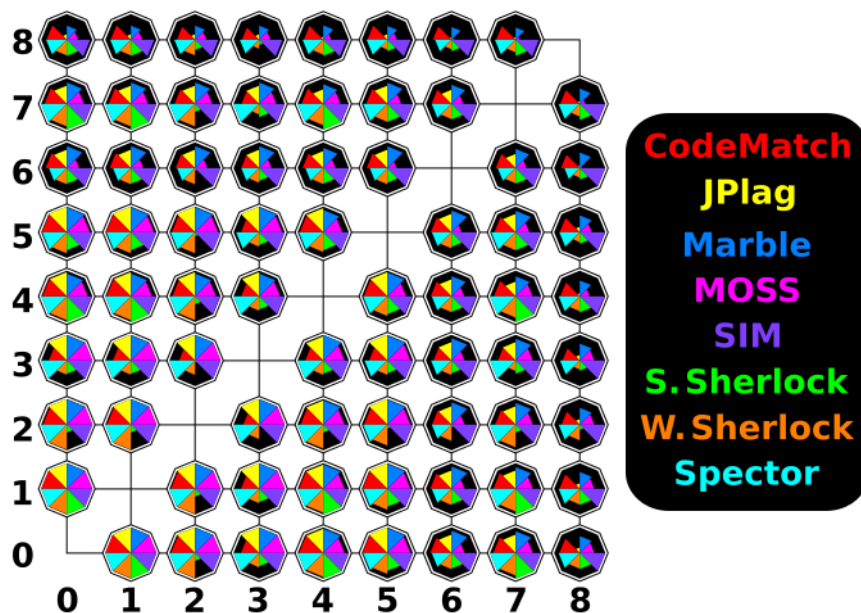 8
7
6
5
4
3
2
1
0
0 1 2 3 4 5 6 7 8
CodeMatch
JPlag
Marble
MOSS
SIM
S. Sherlock
W. Sherlock
Spector